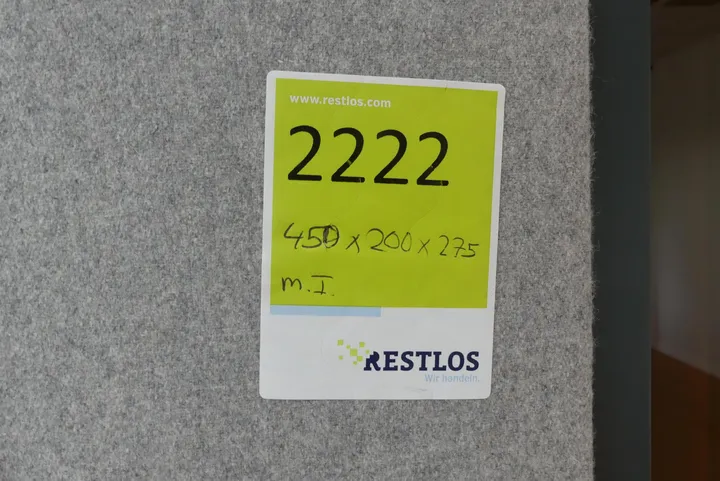 www.restlos.com
2222
450 x 200 x 275
m. I.
RESTLOS
Wir handeln.